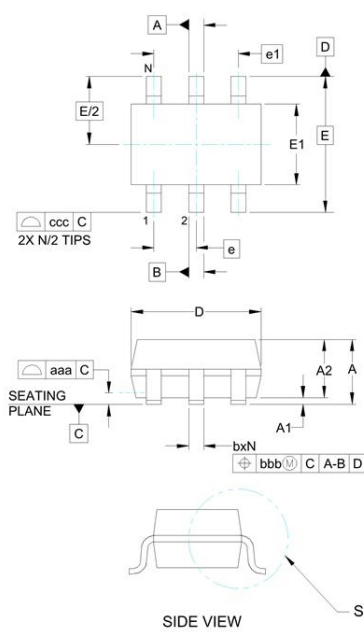 A
N
e1
D
E/2
E1
E
1
2
ccc C
2X N/2 TIPS
e
B
D
aaa C
A2
A
SEATING
PLANE
C
A1
bxN
bbb Ⓜ C A-B D
S
SIDE VIEW